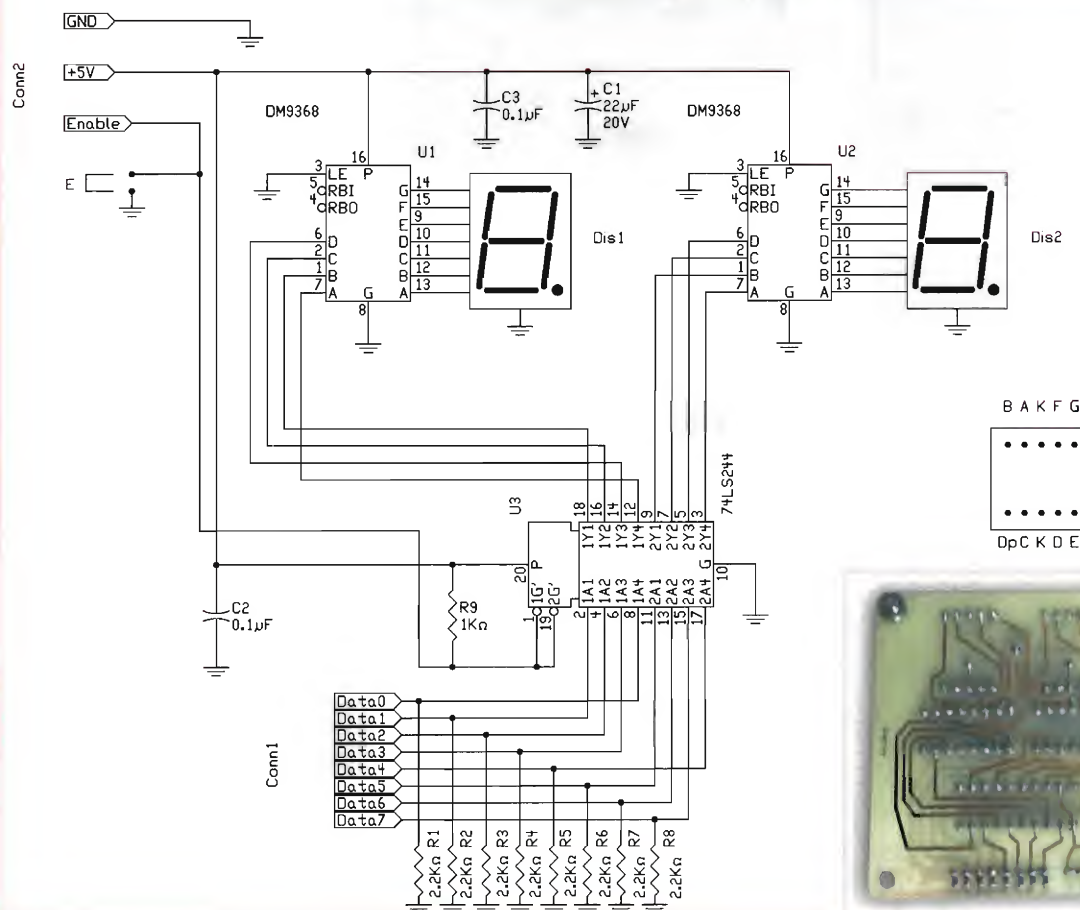 GND
+5V
Enable
Conn2
E
DM9368
C3
0.1µF
+ C1
22µF
20V
DM9368
U1
16
P
3 LE
5 RBI
4 RBO
6 D
2 C
1 B
7 A
G 14
F 15
E 9
D 10
C 11
B 12
A 13
G
8
Dis1
U2
16
P
3 LE
5 RBI
4 RBO
6 D
2 C
1 B
7 A
G 14
F 15
E 9
D 10
C 11
B 12
A 13
G
8
Dis2
B A K F G
Dp C K D E
U3
74LS244
18 16 14 12 9 7 5 3
1Y1 1Y2 1Y3 1Y4 2Y1 2Y2 2Y3 2Y4
20 P
G 10
1G' 2G'
1A1 1A2 1A3 1A4 2A1 2A2 2A3 2A4
1 19 2 4 6 8 11 13 15 17
R9
1KΩ
C2
0.1µF
Conn1
Data0
Data1
Data2
Data3
Data4
Data5
Data6
Data7
R1 R2 R3 R4 R5 R6 R7 R8
2.2KΩ 2.2KΩ 2.2KΩ 2.2KΩ 2.2KΩ 2.2KΩ 2.2KΩ 2.2KΩ